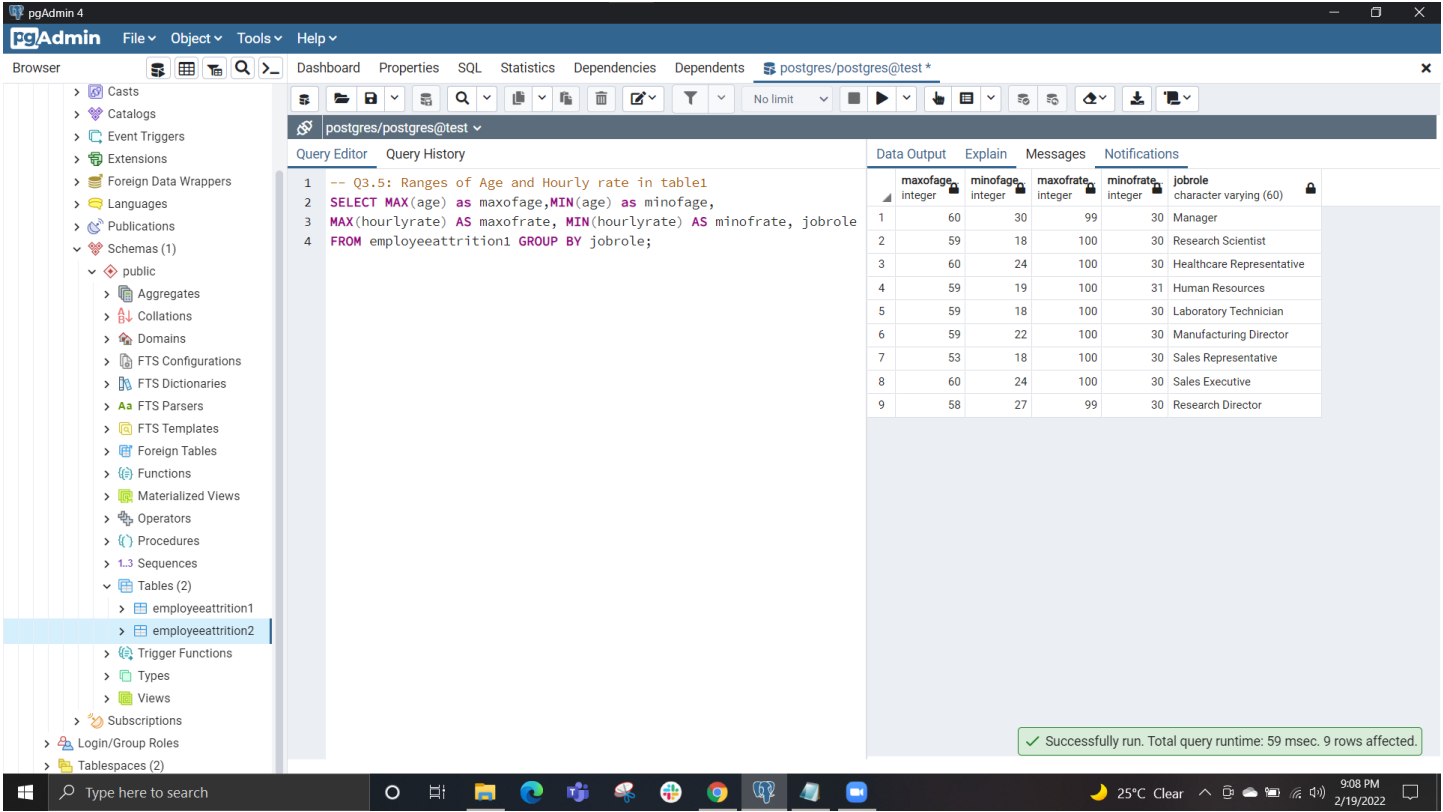 pgAdmin 4
pgAdmin File Object Tools Help
Browser
Dashboard Properties SQL Statistics Dependencies Dependents postgres/postgres@test *
Casts
Catalogs
Event Triggers
Extensions
Foreign Data Wrappers
Languages
Publications
Schemas (1)
public
Aggregates
Collations
Domains
FTS Configurations
FTS Dictionaries
Aa FTS Parsers
FTS Templates
Foreign Tables
Functions
Materialized Views
Operators
Procedures
1..3 Sequences
Tables (2)
employeeattrition1
employeeattrition2
Trigger Functions
Types
Views
Subscriptions
Login/Group Roles
Tablespaces (2)
No limit
postgres/postgres@test
Query Editor Query History
1 -- Q3.5: Ranges of Age and Hourly rate in table1
2 SELECT MAX(age) as maxofage,MIN(age) as minofage,
3 MAX(hourlyrate) AS maxofrate, MIN(hourlyrate) AS minofrate, jobrole
4 FROM employeeattrition1 GROUP BY jobrole;
Data Output Explain Messages Notifications
maxofage minofage maxofrate minofrate jobrole
integer integer integer integer character varying (60)
1 60 30 99 30 Manager
2 59 18 100 30 Research Scientist
3 60 24 100 30 Healthcare Representative
4 59 19 100 31 Human Resources
5 59 18 100 30 Laboratory Technician
6 59 22 100 30 Manufacturing Director
7 53 18 100 30 Sales Representative
8 60 24 100 30 Sales Executive
9 58 27 99 30 Research Director
Successfully run. Total query runtime: 59 msec. 9 rows affected.
Type here to search
25°C Clear
9:08 PM
2/19/2022